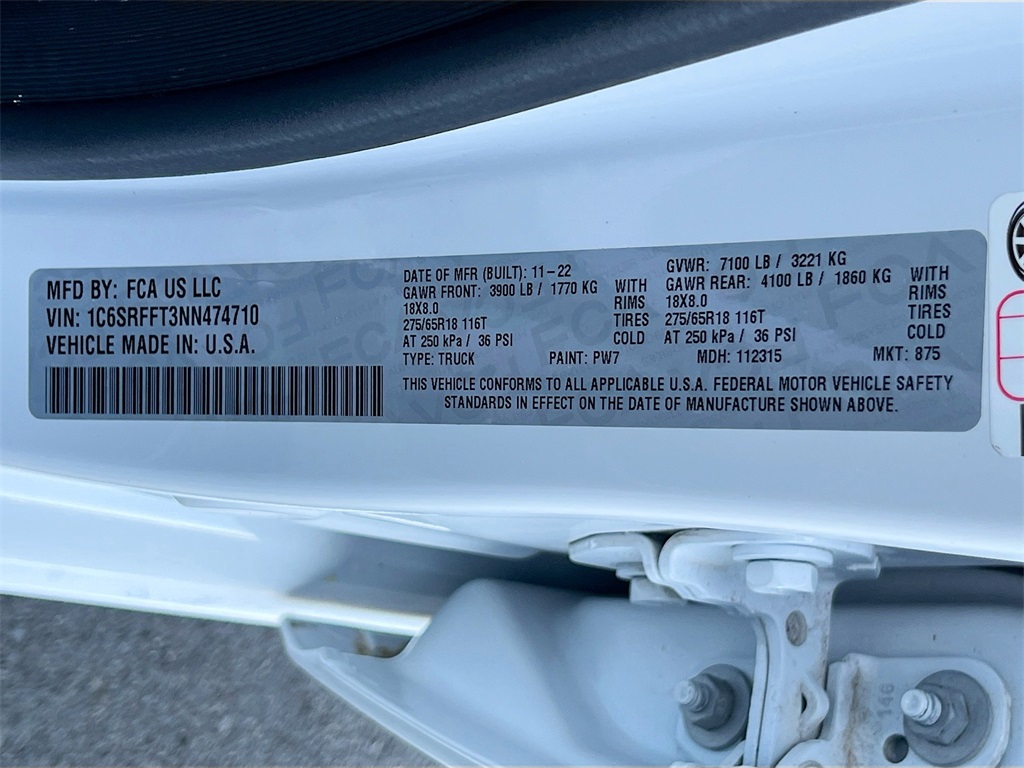 MFD BY: FCA US LLC
VIN: 1C6SRFFT3NN474710
VEHICLE MADE IN: U.S.A.
DATE OF MFR (BUILT): 11-22
GAWR FRONT: 3900 LB / 1770 KG WITH
18X8.0 RIMS
275/65R18 116T TIRES
AT 250 kPa / 36 PSI COLD
GVWR: 7100 LB / 3221 KG
GAWR REAR: 4100 LB / 1860 KG WITH
18X8.0 RIMS
275/65R18 116T TIRES
AT 250 kPa / 36 PSI COLD
TYPE: TRUCK PAINT: PW7 MDH: 112315 MKT: 875
THIS VEHICLE CONFORMS TO ALL APPLICABLE U.S.A. FEDERAL MOTOR VEHICLE SAFETY
STANDARDS IN EFFECT ON THE DATE OF MANUFACTURE SHOWN ABOVE.
146